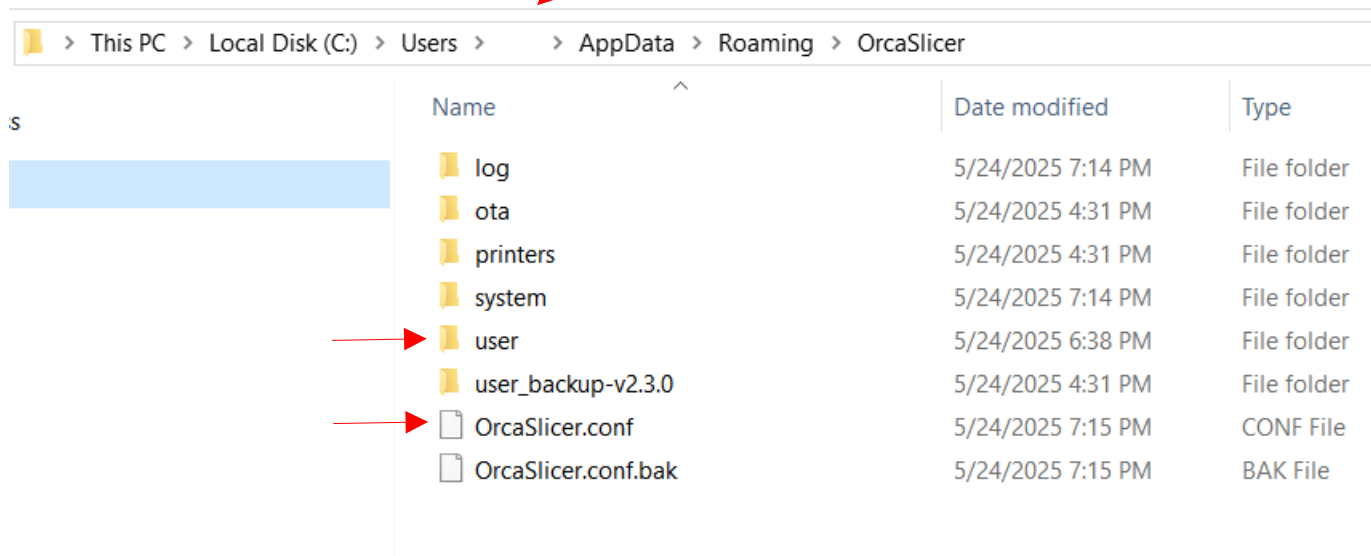 This PC > Local Disk (C:) > Users > > AppData > Roaming > OrcaSlicer
Name Date modified Type
log 5/24/2025 7:14 PM File folder
ota 5/24/2025 4:31 PM File folder
printers 5/24/2025 4:31 PM File folder
system 5/24/2025 7:14 PM File folder
user 5/24/2025 6:38 PM File folder
user_backup-v2.3.0 5/24/2025 4:31 PM File folder
OrcaSlicer.conf 5/24/2025 7:15 PM CONF File
OrcaSlicer.conf.bak 5/24/2025 7:15 PM BAK File